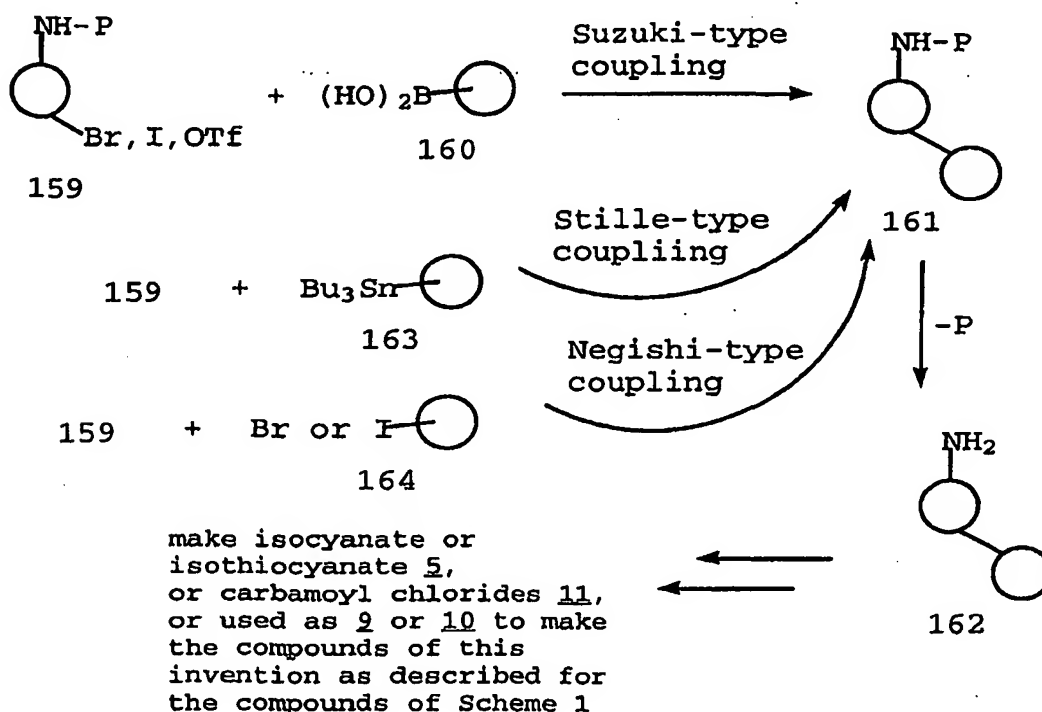 NH-P
Suzuki-type
coupling
NH-P
+ (HO)2B
Br, I, OTf
160
159
161
Stille-type
coupliing
159 + Bu3Sn
163
-P
Negishi-type
coupling
159 + Br or I
164
NH2
make isocyanate or
isothiocyanate 5,
or carbamoyl chlorides 11,
or used as 9 or 10 to make
the compounds of this
invention as described for
the compounds of Scheme 1
162